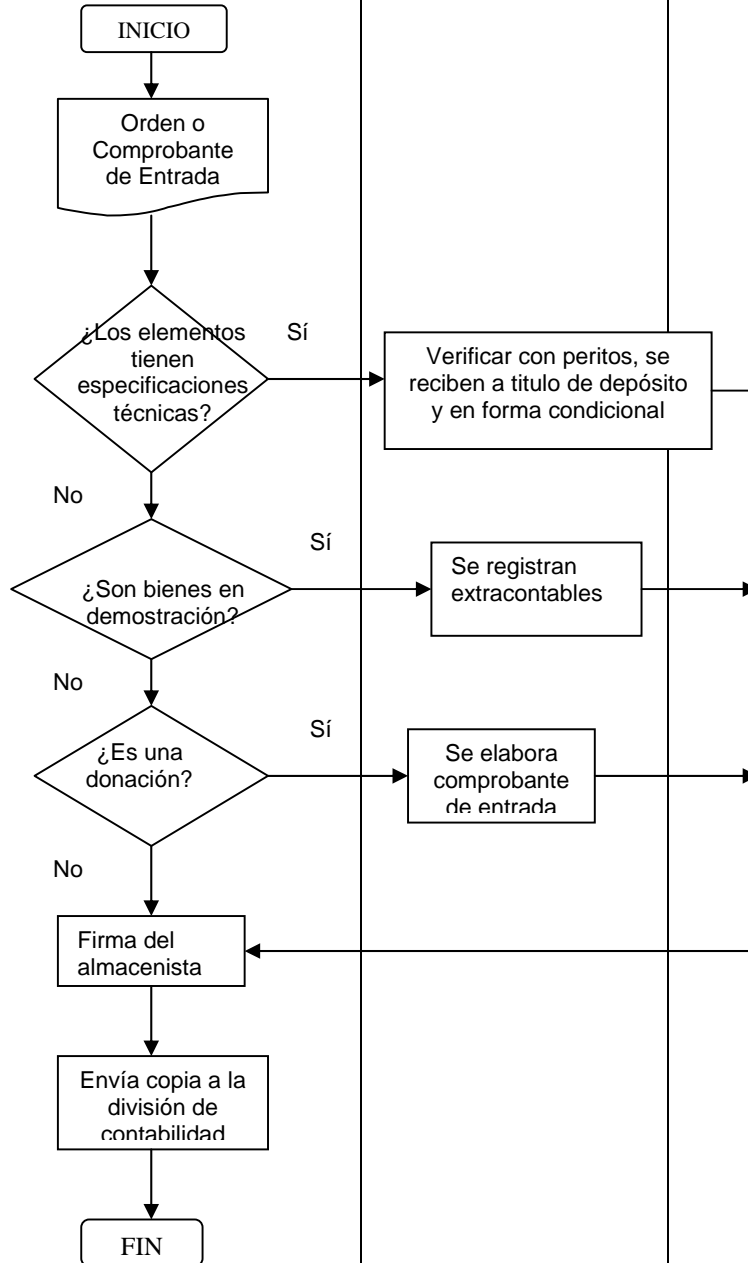 INICIO
Orden o
Comprobante
de Entrada
¿Los elementos
tienen
especificaciones
técnicas?
Sí
Verificar con peritos, se
reciben a titulo de depósito
y en forma condicional
No
¿Son bienes en
demostración?
Sí
Se registran
extracontables
No
¿Es una
donación?
Sí
Se elabora
comprobante
de entrada
No
Firma del
almacenista
Envía copia a la
división de
contabilidad
FIN